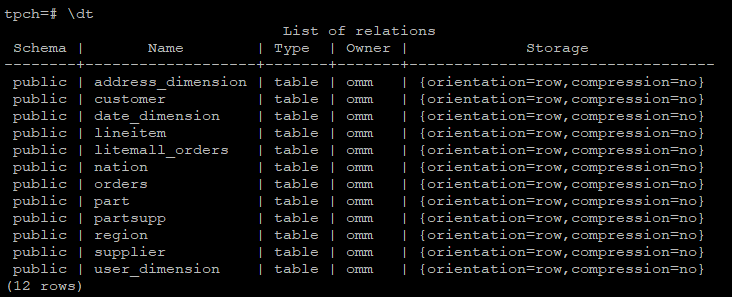 tpch=# \dt
                              List of relations
 Schema |       Name        | Type  | Owner |             Storage
--------+-------------------+-------+-------+----------------------------------
 public | address_dimension | table | omm   | {orientation=row,compression=no}
 public | customer          | table | omm   | {orientation=row,compression=no}
 public | date_dimension    | table | omm   | {orientation=row,compression=no}
 public | lineitem          | table | omm   | {orientation=row,compression=no}
 public | litemall_orders   | table | omm   | {orientation=row,compression=no}
 public | nation            | table | omm   | {orientation=row,compression=no}
 public | orders            | table | omm   | {orientation=row,compression=no}
 public | part              | table | omm   | {orientation=row,compression=no}
 public | partsupp          | table | omm   | {orientation=row,compression=no}
 public | region            | table | omm   | {orientation=row,compression=no}
 public | supplier          | table | omm   | {orientation=row,compression=no}
 public | user_dimension    | table | omm   | {orientation=row,compression=no}
(12 rows)